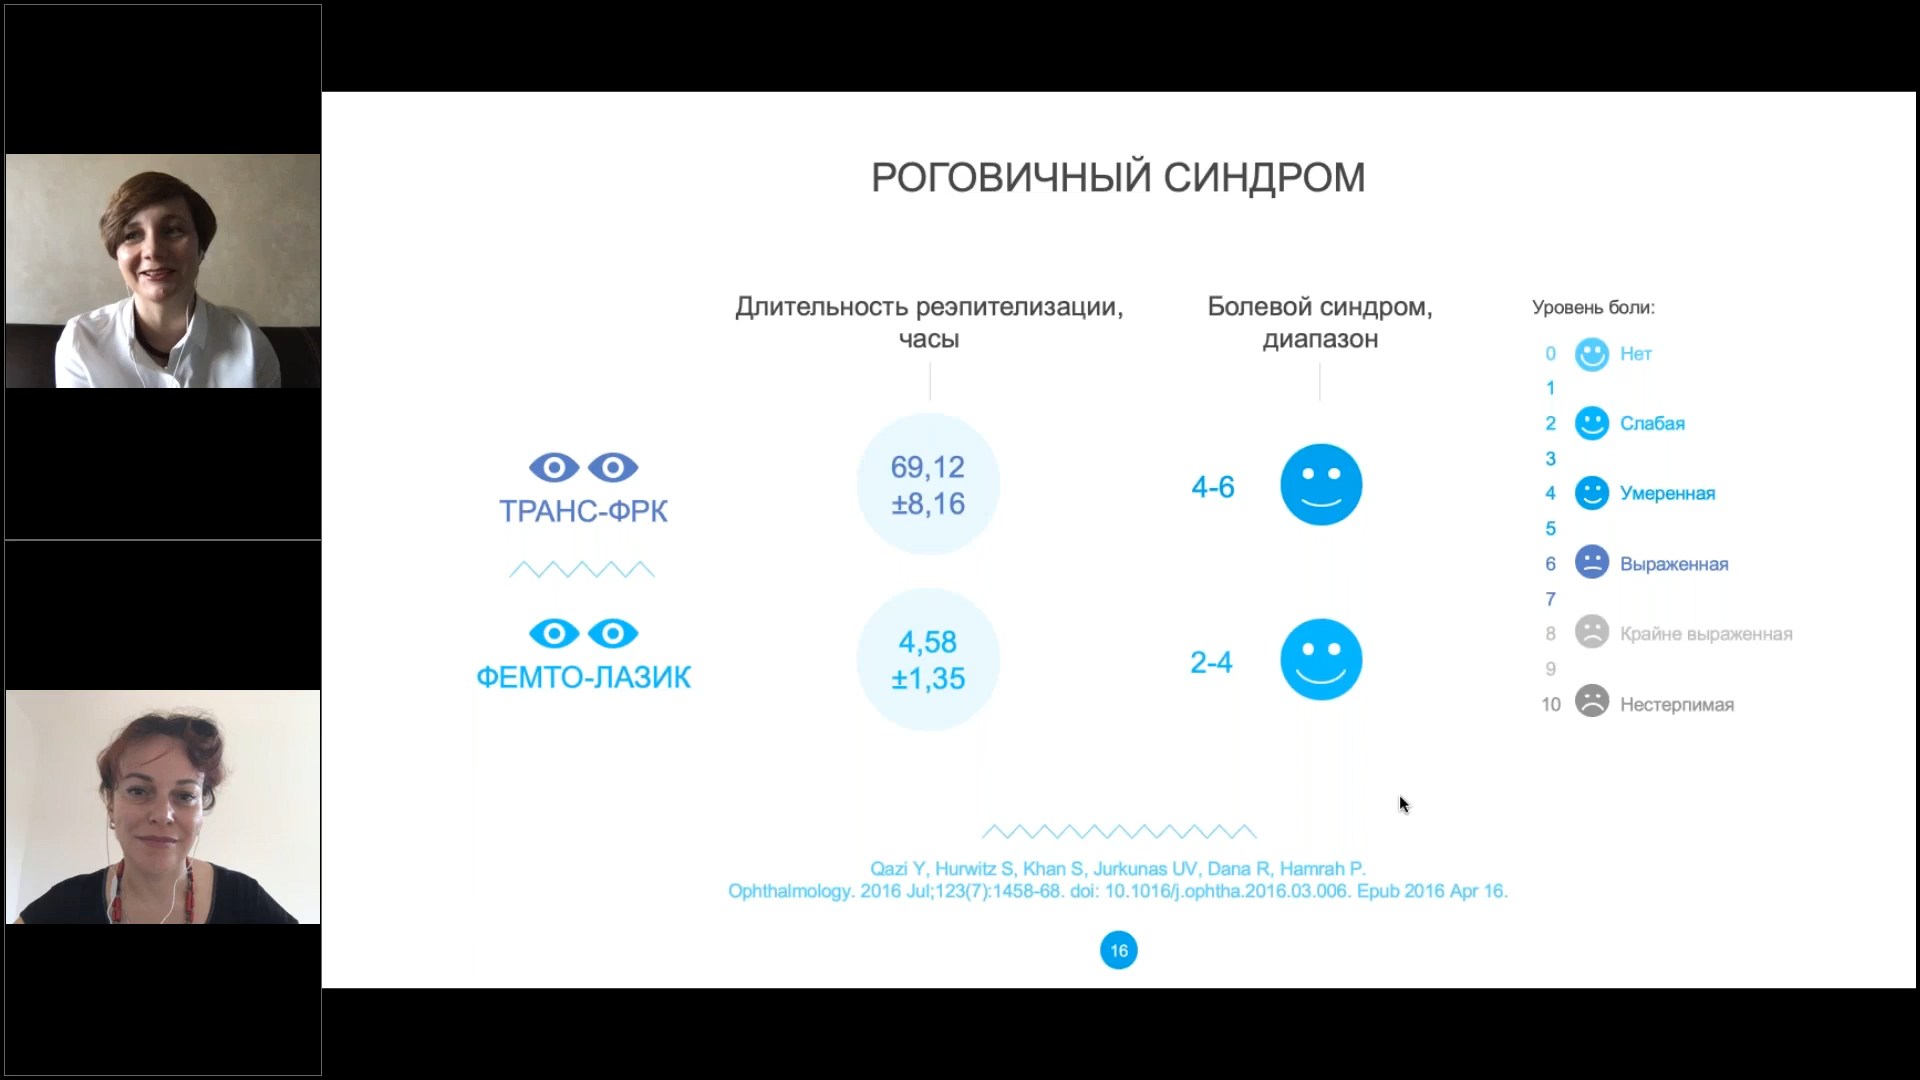 РОГОВИЧНЫЙ СИНДРОМ
Длительность реэпителизации,
часы
Болевой синдром,
диапазон
Уровень боли:
0 Нет
1
2 Слабая
3
4 Умеренная
5
6 Выраженная
7
8 Крайне выраженная
9
10 Нестерпимая
ТРАНС-ФРК
69,12
±8,16
4-6
ФЕМТО-ЛАЗИК
4,58
±1,35
2-4
Qazi Y, Hurwitz S, Khan S, Jurkunas UV, Dana R, Hamrah P.
Ophthalmology. 2016 Jul;123(7):1458-68. doi: 10.1016/j.ophtha.2016.03.006. Epub 2016 Apr 16.
16